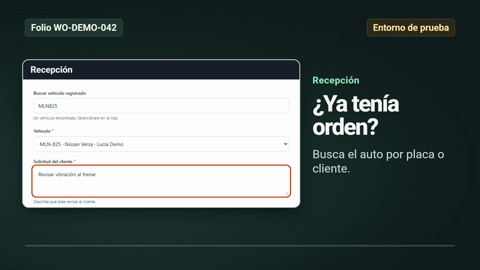 Folio WO-DEMO-042
Entorno de prueba
Recepción
Buscar vehículo registrado
MLN825
Un vehículo encontrado. Selecciónalo en la lista.
Vehículo *
MLN-825 - Nissan Versa - Lucía Demo
Solicitud del cliente *
Revisar vibración al frenar
Describe qué pide revisar el cliente.
Recepción
¿Ya tenía
orden?
Busca el auto por placa o
cliente.